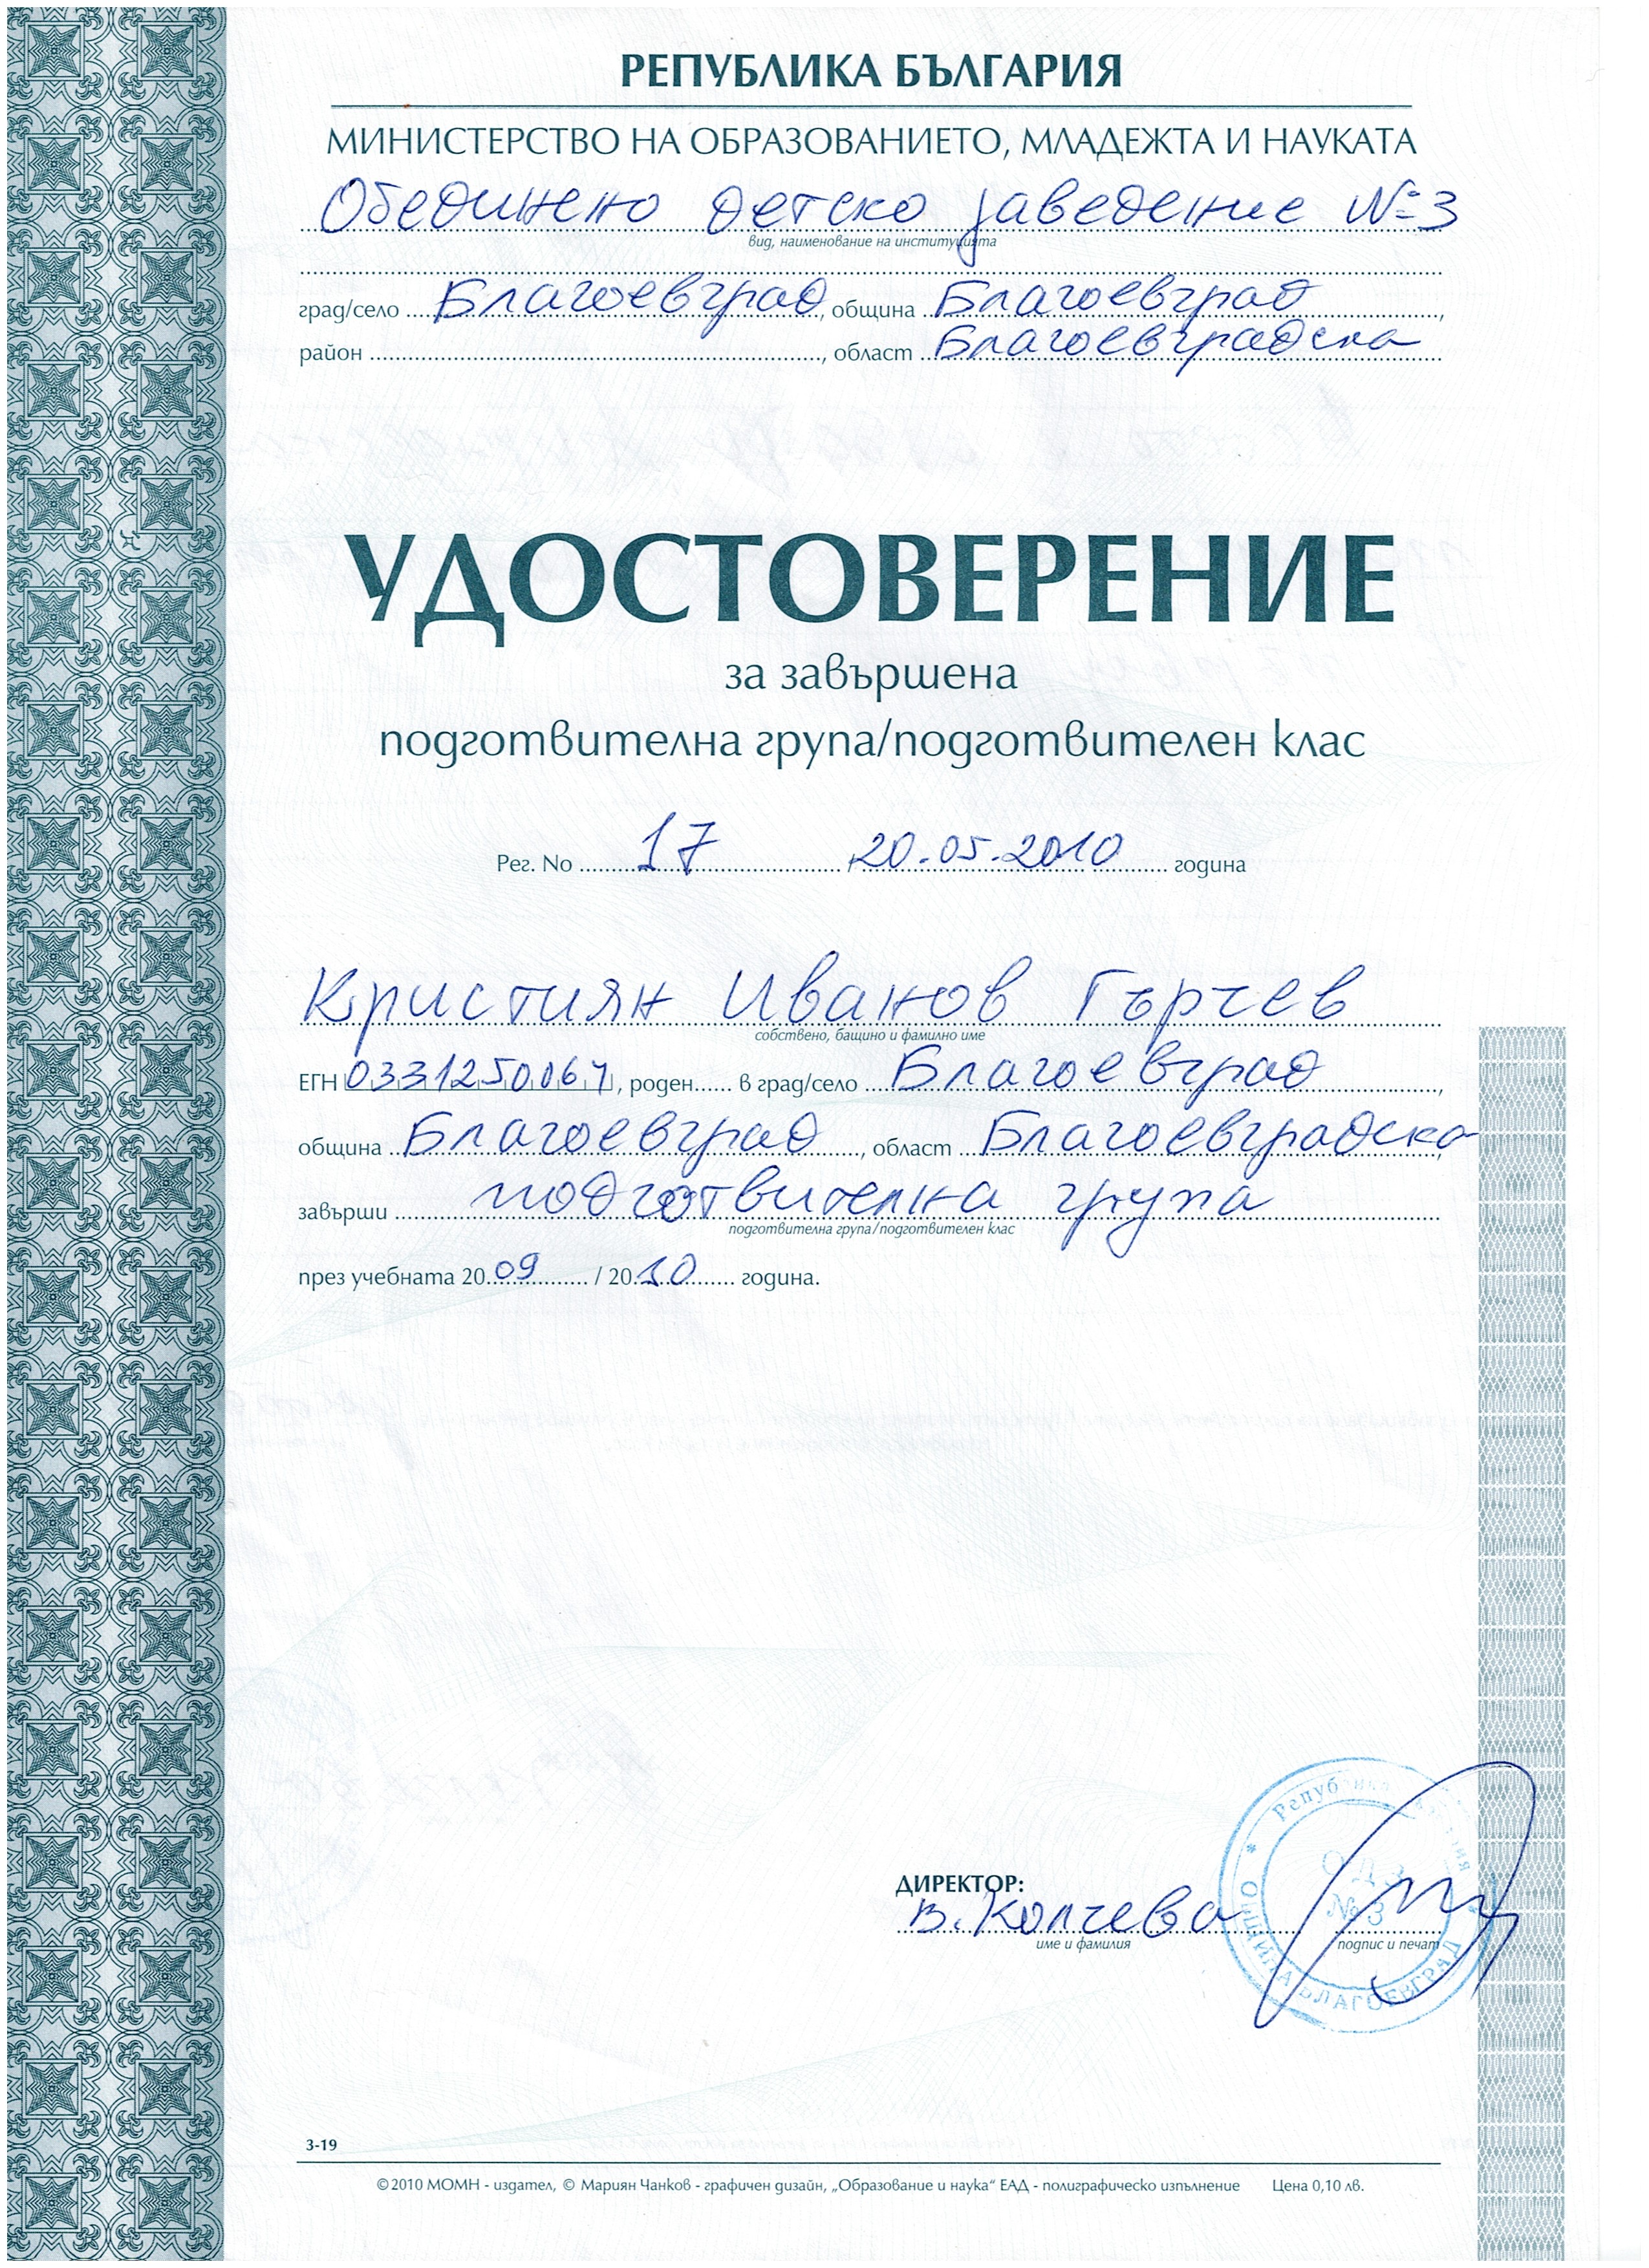 РЕПУБЛИКА БЪЛГАРИЯ
МИНИСТЕРСТВО НА ОБРАЗОВАНИЕТО, МЛАДЕЖТА И НАУКАТА
Обединено детско заведение №3
вид, наименование на институцията
град/село Благоевград, община Благоевград,
район , област Благоевградска
УДОСТОВЕРЕНИЕ
за завършена
подготвителна група/подготвителен клас
Рег. No 17 / 20.05.2010 година
Кристиян Иванов Гърчев
собствено, бащино и фамилно име
ЕГН 0331250067, роден...... в град/село Благоевград,
община Благоевград, област Благоевградска,
завърши подготвителна група
подготвителна група/подготвителен клас
през учебната 2009 / 2010 година.
ДИРЕКТОР:
В. Колчева
име и фамилия подпис и печат
Република
ОДЗ
№ 3
ОБЩИНА БЛАГОЕВГРАД
3-19
©2010 МОМН - издател, © Мариян Чанков - графичен дизайн, „Образование и наука“ ЕАД - полиграфическо изпълнение Цена 0,10 лв.